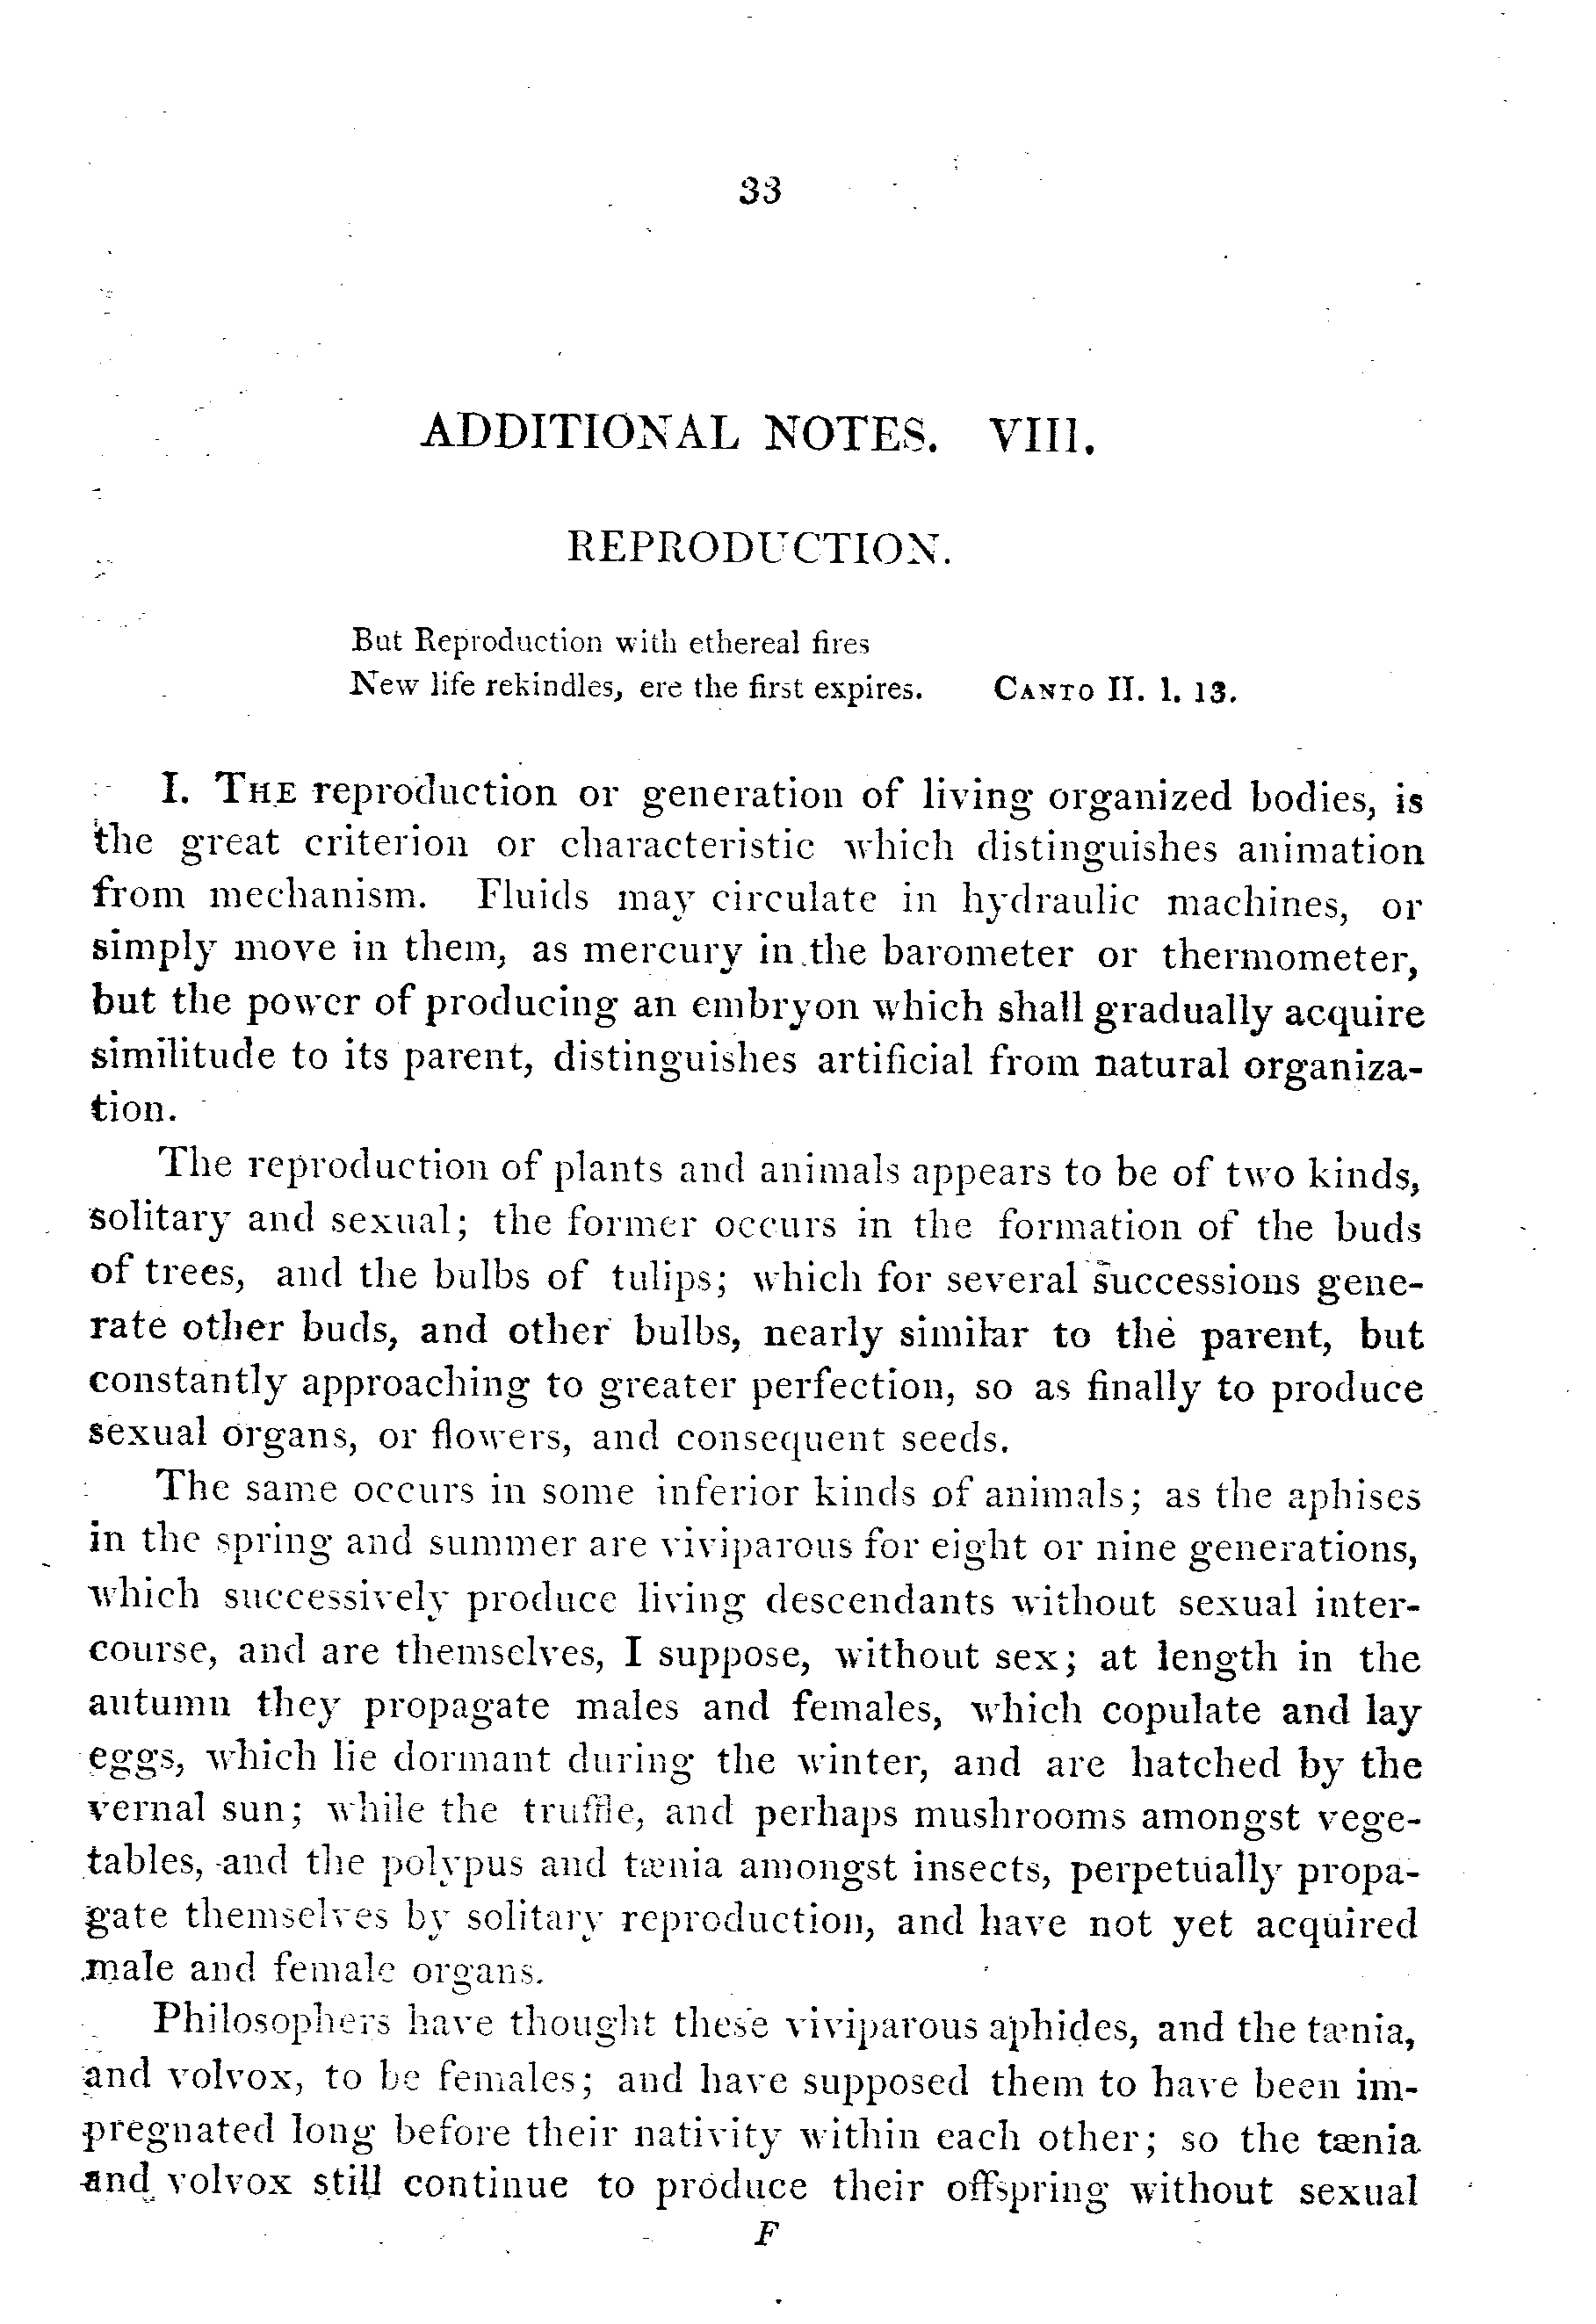 33
ADDITIONAL NOTES. VIII.
REPRODUCTION.
But Reproduction with ethereal fires
New life rekindles, ere the first expires. CANTO II. l. 13.
I. THE reproduction or generation of living organized bodies, is
the great criterion or characteristic which distinguishes animation
from mechanism. Fluids may circulate in hydraulic machines, or
simply move in them, as mercury in the barometer or thermometer,
but the power of producing an embryon which shall gradually acquire
similitude to its parent, distinguishes artificial from natural organiza-
tion.
The reproduction of plants and animals appears to be of two kinds,
solitary and sexual; the former occurs in the formation of the buds
of trees, and the bulbs of tulips; which for several successions gene-
rate other buds, and other bulbs, nearly similar to the parent, but
constantly approaching to greater perfection, so as finally to produce
sexual organs, or flowers, and consequent seeds.
The same occurs in some inferior kinds of animals; as the aphises
in the spring and summer are viviparous for eight or nine generations,
which successively produce living descendants without sexual inter-
course, and are themselves, I suppose, without sex; at length in the
autumn they propagate males and females, which copulate and lay
eggs, which lie dormant during the winter, and are hatched by the
vernal sun; while the truffle, and perhaps mushrooms amongst vege-
tables, and the polypus and tænia amongst insects, perpetually propa-
gate themselves by solitary reproduction, and have not yet acquired
male and female organs.
Philosophers have thought these viviparous aphides, and the tænia,
and volvox, to be females; and have supposed them to have been im-
pregnated long before their nativity within each other; so the tænia
and volvox still continue to produce their offspring without sexual
F